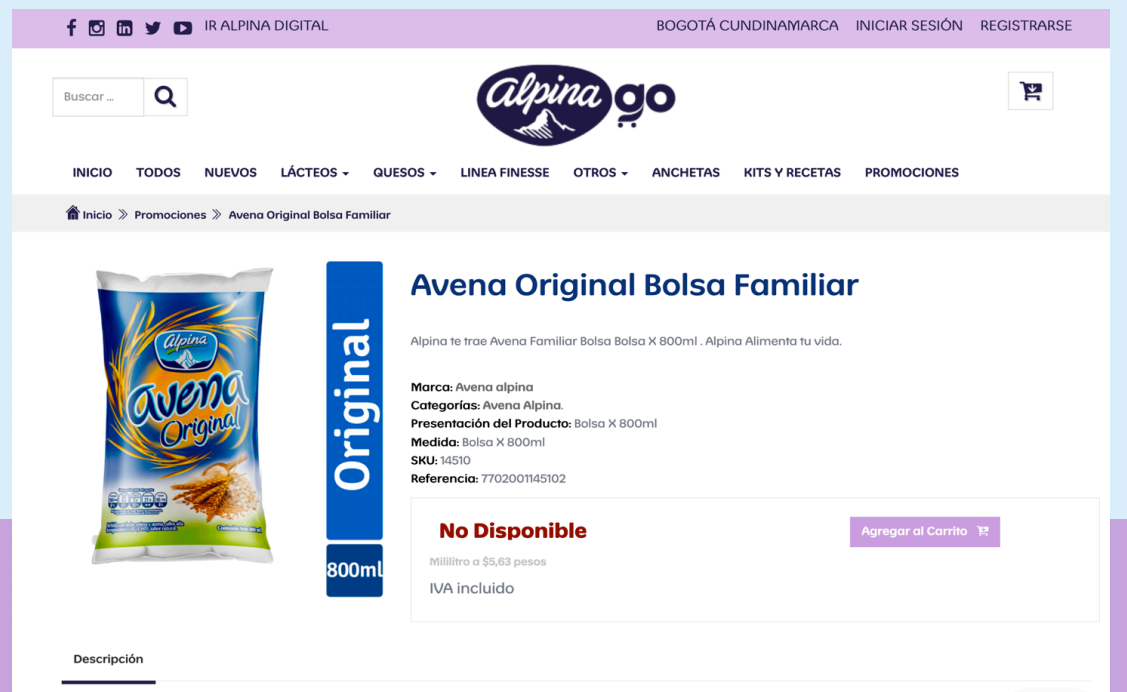 IR ALPINA DIGITAL
BOGOTÁ CUNDINAMARCA INICIAR SESIÓN REGISTRARSE
Buscar ...
alpina go
INICIO TODOS NUEVOS LÁCTEOS QUESOS LINEA FINESSE OTROS ANCHETAS KITS Y RECETAS PROMOCIONES
Inicio Promociones Avena Original Bolsa Familiar
alpina
avena
Original
Original
800ml
Avena Original Bolsa Familiar
Alpina te trae Avena Familiar Bolsa Bolsa X 800ml . Alpina Alimenta tu vida.
Marca: Avena alpina
Categorías: Avena Alpina.
Presentación del Producto: Bolsa X 800ml
Medida: Bolsa X 800ml
SKU: 14510
Referencia: 7702001145102
No Disponible
Agregar al Carrito
Mililitro a $5,63 pesos
IVA incluido
Descripción